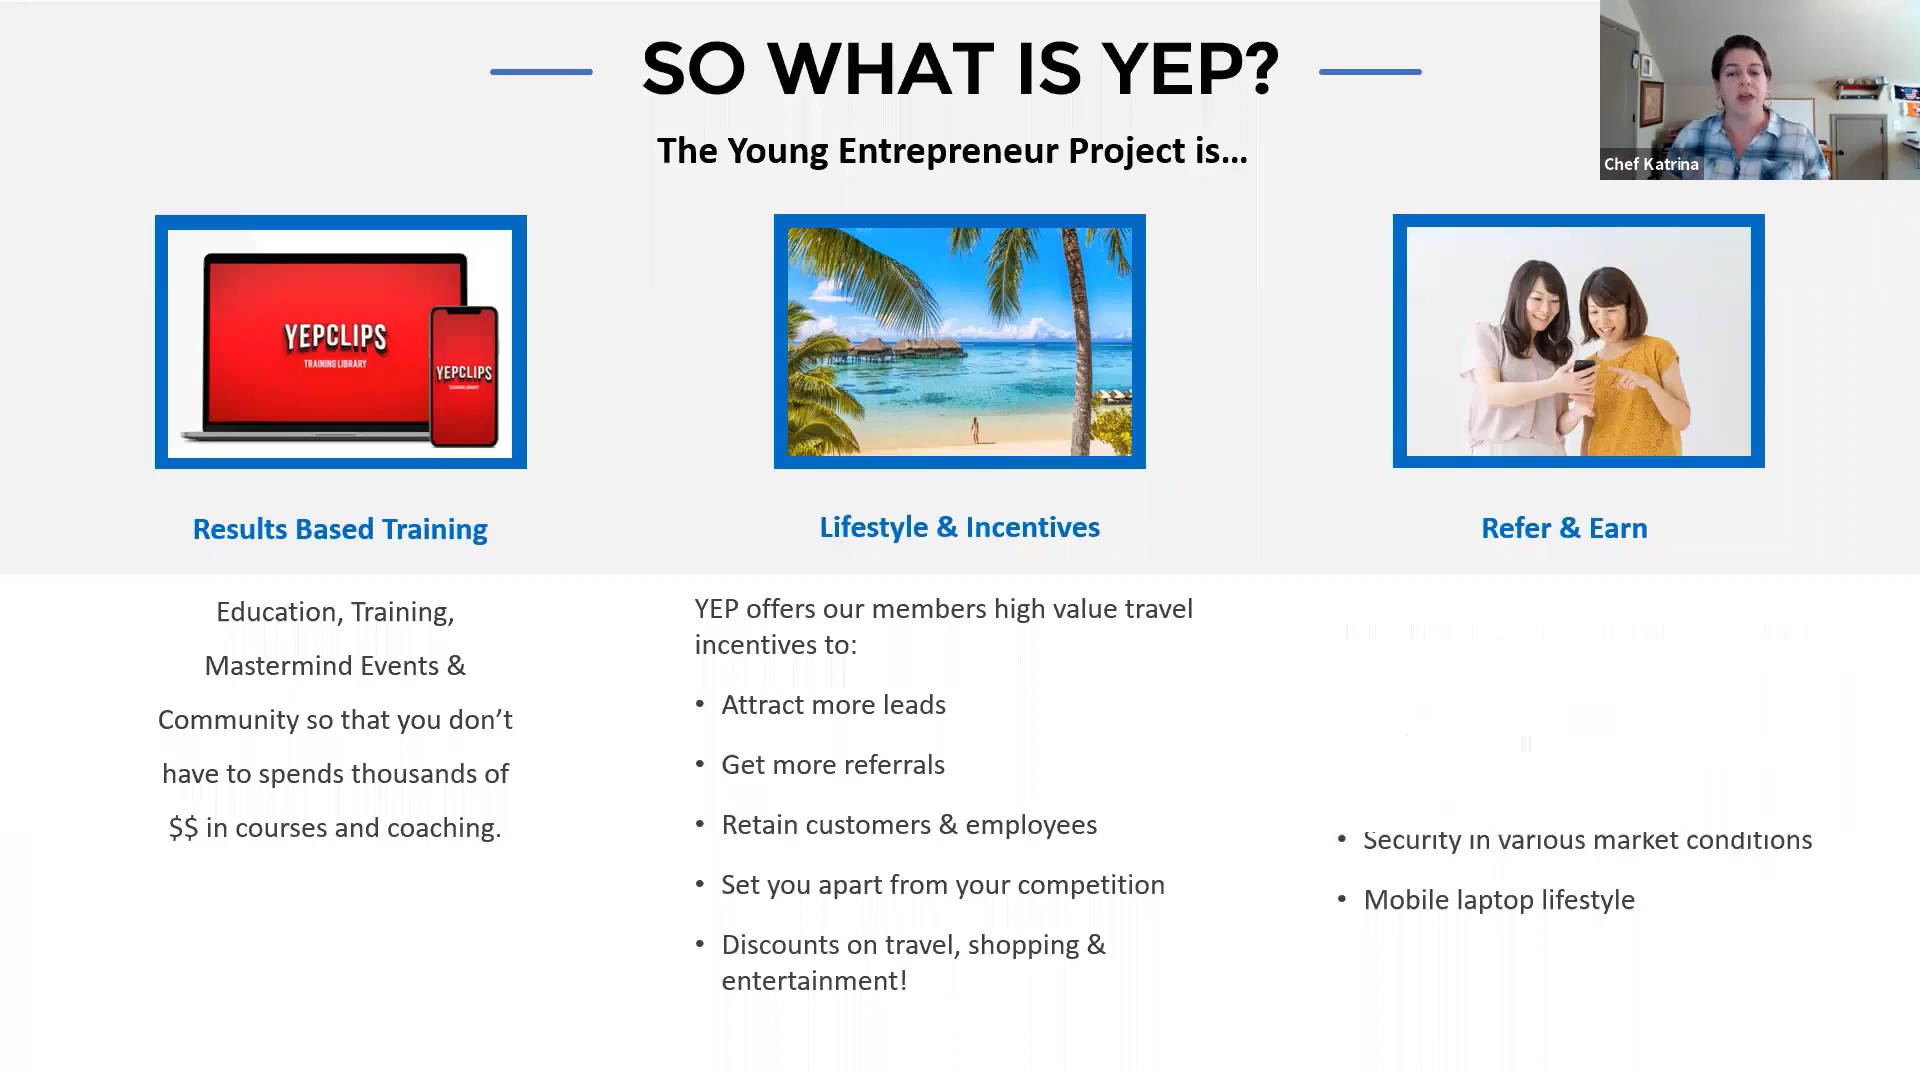 SO WHAT IS YEP?
The Young Entrepreneur Project is...
Chef Katrina
YEPCLIPS
TRAINING LIBRARY
YEPCLIPS
TRAINING LIBRARY
Results Based Training
Education, Training,
Mastermind Events &
Community so that you don’t
have to spends thousands of
$$ in courses and coaching.
Lifestyle & Incentives
YEP offers our members high value travel
incentives to:
• Attract more leads
• Get more referrals
• Retain customers & employees
• Set you apart from your competition
• Discounts on travel, shopping &
entertainment!
Refer & Earn
• Security in various market conditions
• Mobile laptop lifestyle